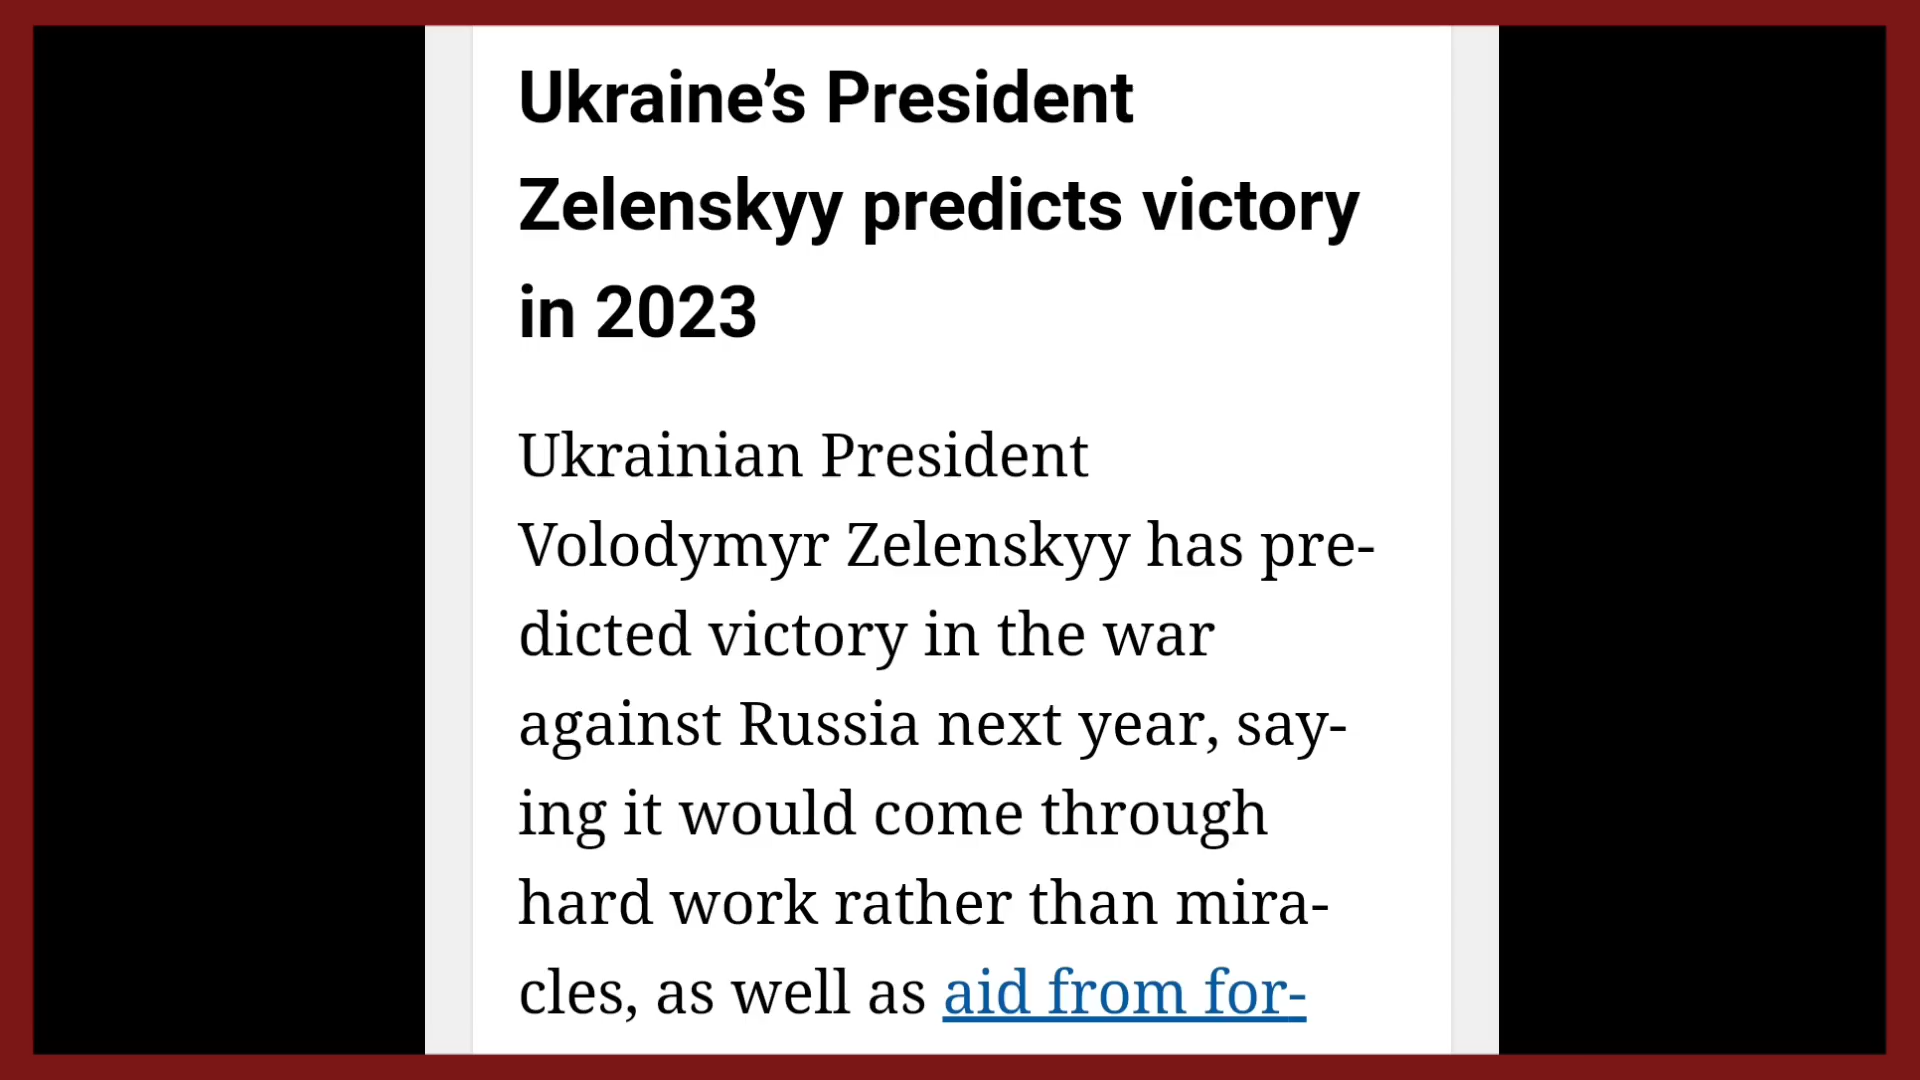 Ukraine’s President
Zelenskyy predicts victory
in 2023
Ukrainian President
Volodymyr Zelenskyy has pre-
dicted victory in the war
against Russia next year, say-
ing it would come through
hard work rather than mira-
cles, as well as aid from for-